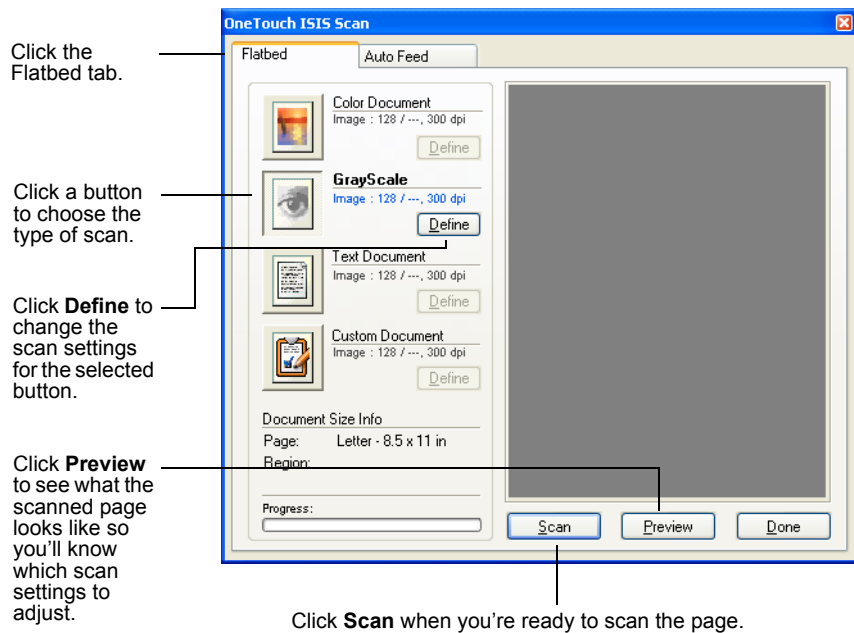 OneTouch ISIS Scan
Click the
Flatbed tab.
Flatbed
Auto Feed
Color Document
Image : 128 / ---, 300 dpi
Define
Click a button
to choose the
type of scan.
GrayScale
Image : 128 / ---, 300 dpi
Define
Text Document
Image : 128 / ---, 300 dpi
Define
Click Define to
change the
scan settings
for the selected
button.
Custom Document
Image : 128 / ---, 300 dpi
Define
Document Size Info
Page: Letter - 8.5 x 11 in
Region:
Click Preview
to see what the
scanned page
looks like so
you'll know
which scan
settings to
adjust.
Progress:
Scan
Preview
Done
Click Scan when you're ready to scan the page.